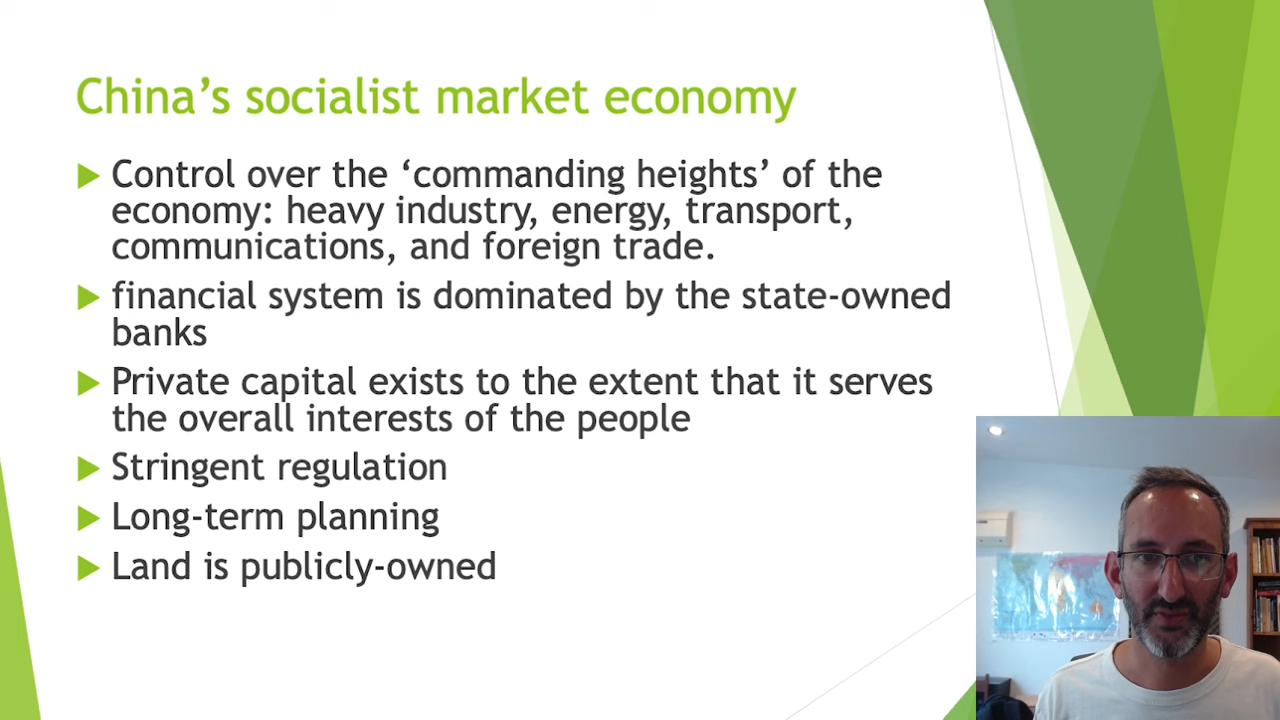 China’s socialist market economy
Control over the ‘commanding heights’ of the
economy: heavy industry, energy, transport,
communications, and foreign trade.
financial system is dominated by the state-owned
banks
Private capital exists to the extent that it serves
the overall interests of the people
Stringent regulation
Long-term planning
Land is publicly-owned